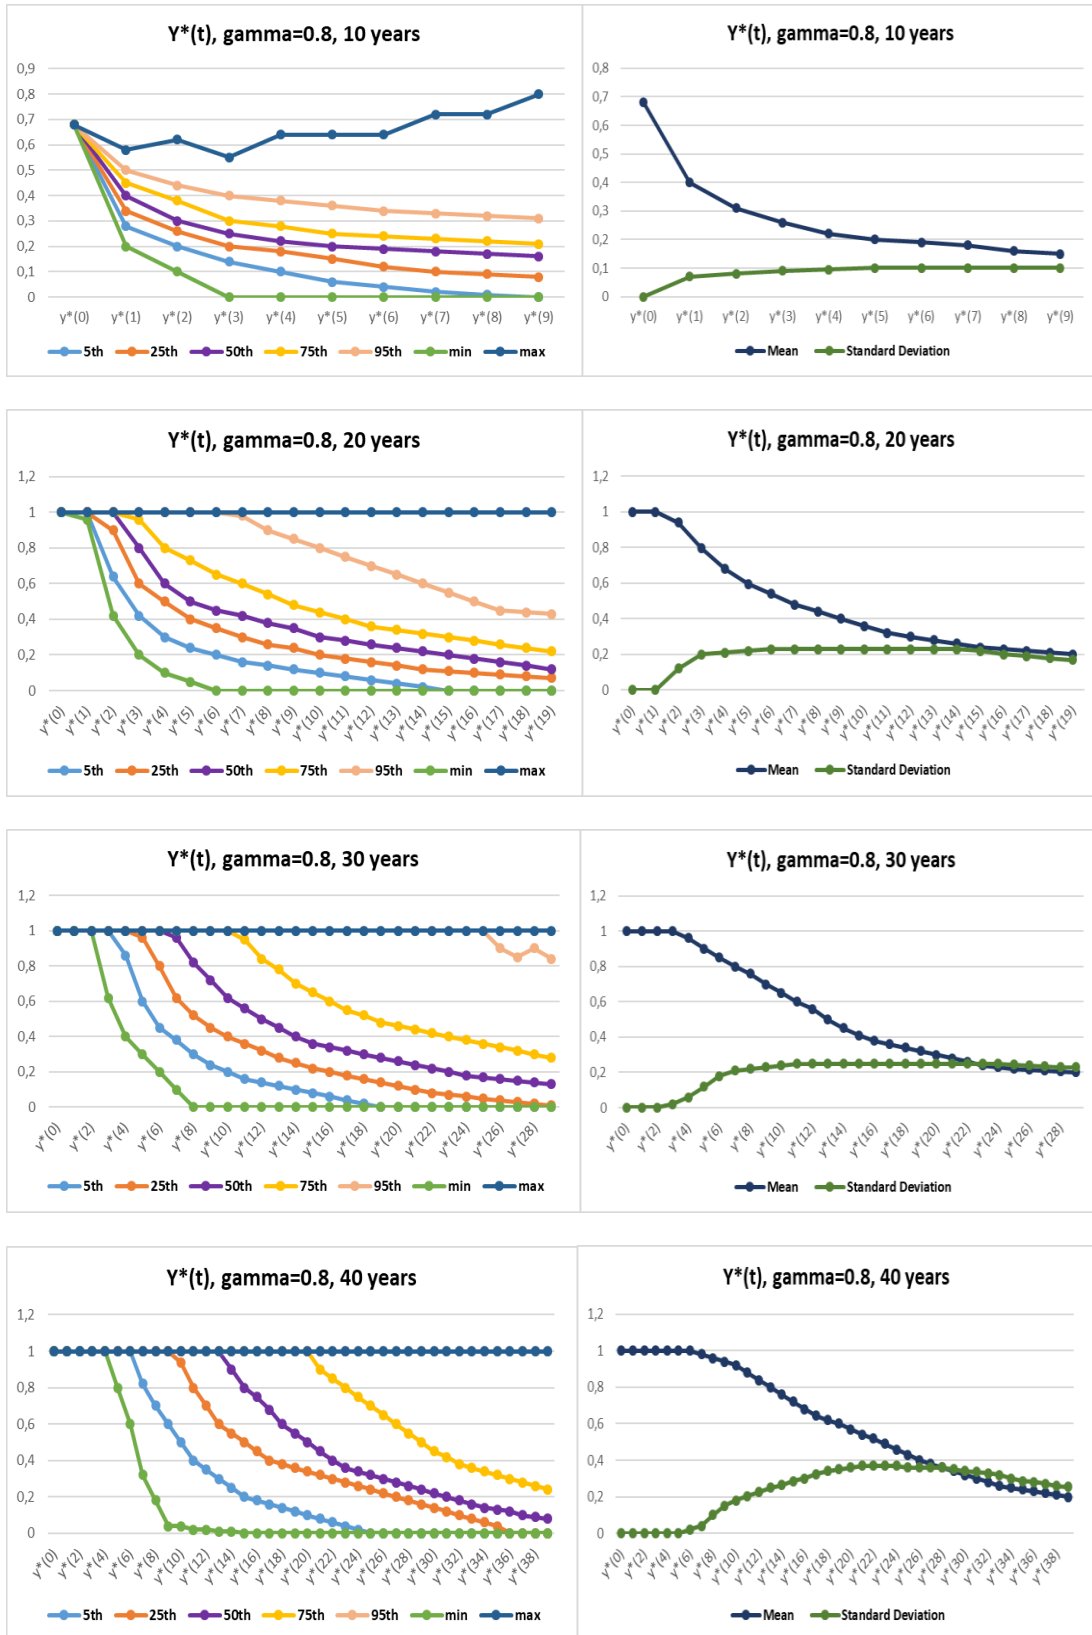 Y*(t), gamma=0.8, 10 years
0,9
0,8
0,7
0,6
0,5
0,4
0,3
0,2
0,1
0
y*(0) y*(1) y*(2) y*(3) y*(4) y*(5) y*(6) y*(7) y*(8) y*(9)
5th 25th 50th 75th 95th min max
Y*(t), gamma=0.8, 10 years
0,8
0,7
0,6
0,5
0,4
0,3
0,2
0,1
0
y*(0) y*(1) y*(2) y*(3) y*(4) y*(5) y*(6) y*(7) y*(8) y*(9)
Mean Standard Deviation
Y*(t), gamma=0.8, 20 years
1,2
1
0,8
0,6
0,4
0,2
0
y*(0) y*(1) y*(2) y*(3) y*(4) y*(5) y*(6) y*(7) y*(8) y*(9) y*(10) y*(11) y*(12) y*(13) y*(14) y*(15) y*(16) y*(17) y*(18) y*(19)
5th 25th 50th 75th 95th min max
Y*(t), gamma=0.8, 20 years
1,2
1
0,8
0,6
0,4
0,2
0
y*(0) y*(1) y*(2) y*(3) y*(4) y*(5) y*(6) y*(7) y*(8) y*(9) y*(10) y*(11) y*(12) y*(13) y*(14) y*(15) y*(16) y*(17) y*(18) y*(19)
Mean Standard Deviation
Y*(t), gamma=0.8, 30 years
1,2
1
0,8
0,6
0,4
0,2
0
y*(0) y*(2) y*(4) y*(6) y*(8) y*(10) y*(12) y*(14) y*(16) y*(18) y*(20) y*(22) y*(24) y*(26) y*(28)
5th 25th 50th 75th 95th min max
Y*(t), gamma=0.8, 30 years
1,2
1
0,8
0,6
0,4
0,2
0
y*(0) y*(2) y*(4) y*(6) y*(8) y*(10) y*(12) y*(14) y*(16) y*(18) y*(20) y*(22) y*(24) y*(26) y*(28)
Mean Standard Deviation
Y*(t), gamma=0.8, 40 years
1,2
1
0,8
0,6
0,4
0,2
0
y*(0) y*(2) y*(4) y*(6) y*(8) y*(10) y*(12) y*(14) y*(16) y*(18) y*(20) y*(22) y*(24) y*(26) y*(28) y*(30) y*(32) y*(34) y*(36) y*(38)
5th 25th 50th 75th 95th min max
Y*(t), gamma=0.8, 40 years
1,2
1
0,8
0,6
0,4
0,2
0
y*(0) y*(2) y*(4) y*(6) y*(8) y*(10) y*(12) y*(14) y*(16) y*(18) y*(20) y*(22) y*(24) y*(26) y*(28) y*(30) y*(32) y*(34) y*(36) y*(38)
Mean Standard Deviation